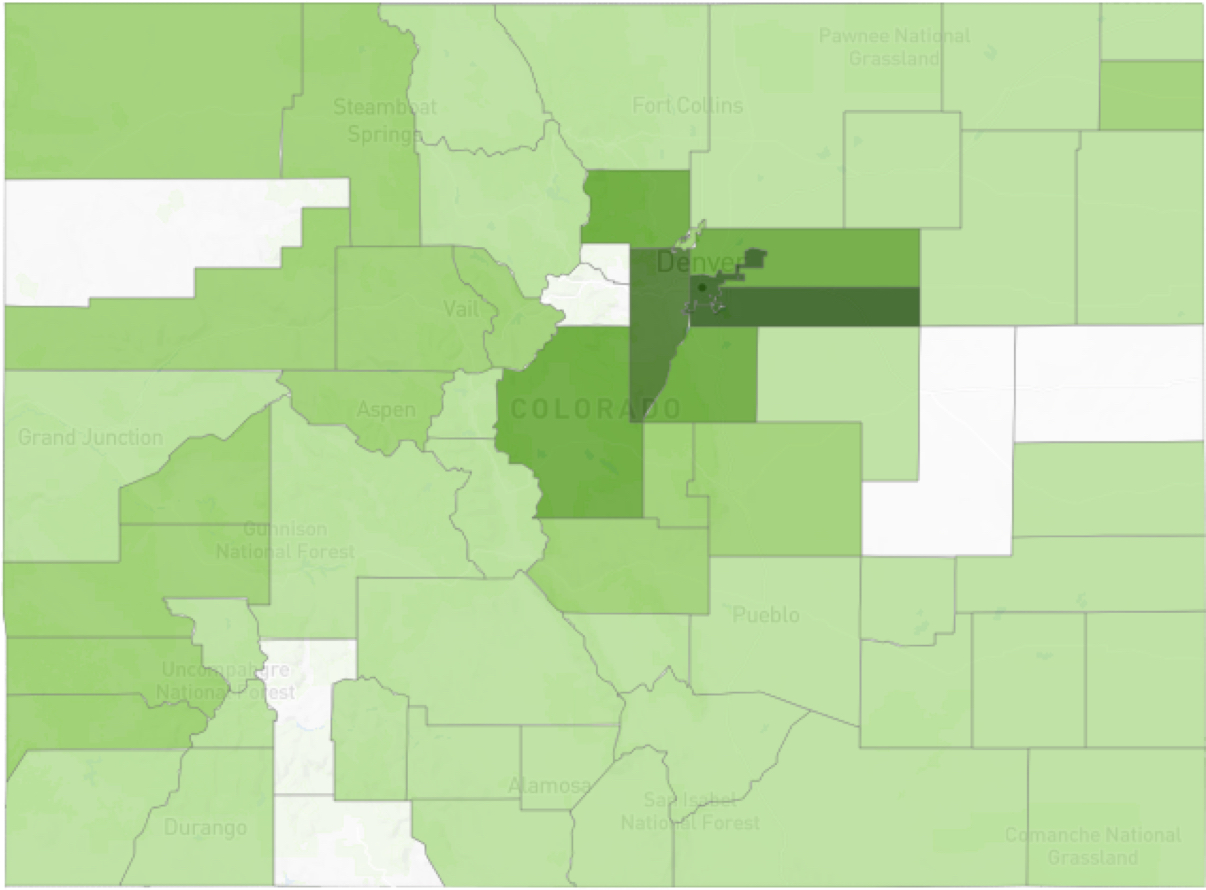 Pawnee National
Grassland
Steamboat
Springs
Fort Collins
Denver
Vail
Aspen
COLORADO
Grand Junction
Gunnison
National Forest
Pueblo
Uncompahgre
National Forest
Alamosa
San Isabel
National Forest
Durango
Comanche National
Grassland